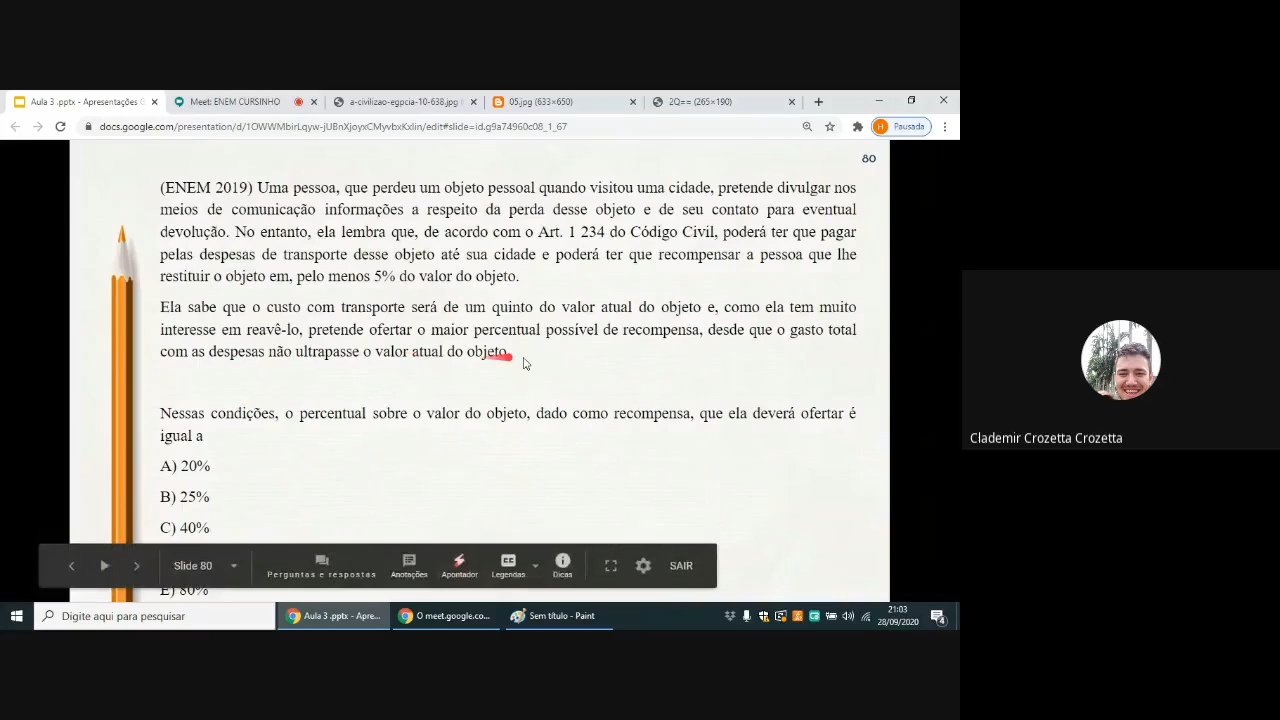 Aula 3 .pptx - Apresentações G
Meet: ENEM CURSINHO
a-civilizao-egpcia-10-638.jpg
05.jpg (633×650)
2Q== (265×190)
docs.google.com/presentation/d/1OWWMbirLqyw-jUBnXjoyxCMyvbxKxlin/edit#slide=id.g9a74960c08_1_67
H
Pausada
80
(ENEM 2019) Uma pessoa, que perdeu um objeto pessoal quando visitou uma cidade, pretende divulgar nos
meios de comunicação informações a respeito da perda desse objeto e de seu contato para eventual
devolução. No entanto, ela lembra que, de acordo com o Art. 1 234 do Código Civil, poderá ter que pagar
pelas despesas de transporte desse objeto até sua cidade e poderá ter que recompensar a pessoa que lhe
restituir o objeto em, pelo menos 5% do valor do objeto.
Ela sabe que o custo com transporte será de um quinto do valor atual do objeto e, como ela tem muito
interesse em reavê-lo, pretende ofertar o maior percentual possível de recompensa, desde que o gasto total
com as despesas não ultrapasse o valor atual do objeto.
Nessas condições, o percentual sobre o valor do objeto, dado como recompensa, que ela deverá ofertar é
igual a
A) 20%
B) 25%
C) 40%
Slide 80
Perguntas e respostas
Anotações
Apontador
CC
Legendas
Dicas
SAIR
E) 80%
Digite aqui para pesquisar
Aula 3 .pptx - Apre...
O meet.google.co...
Sem título - Paint
21:03
28/09/2020
4
Clademir Crozetta Crozetta